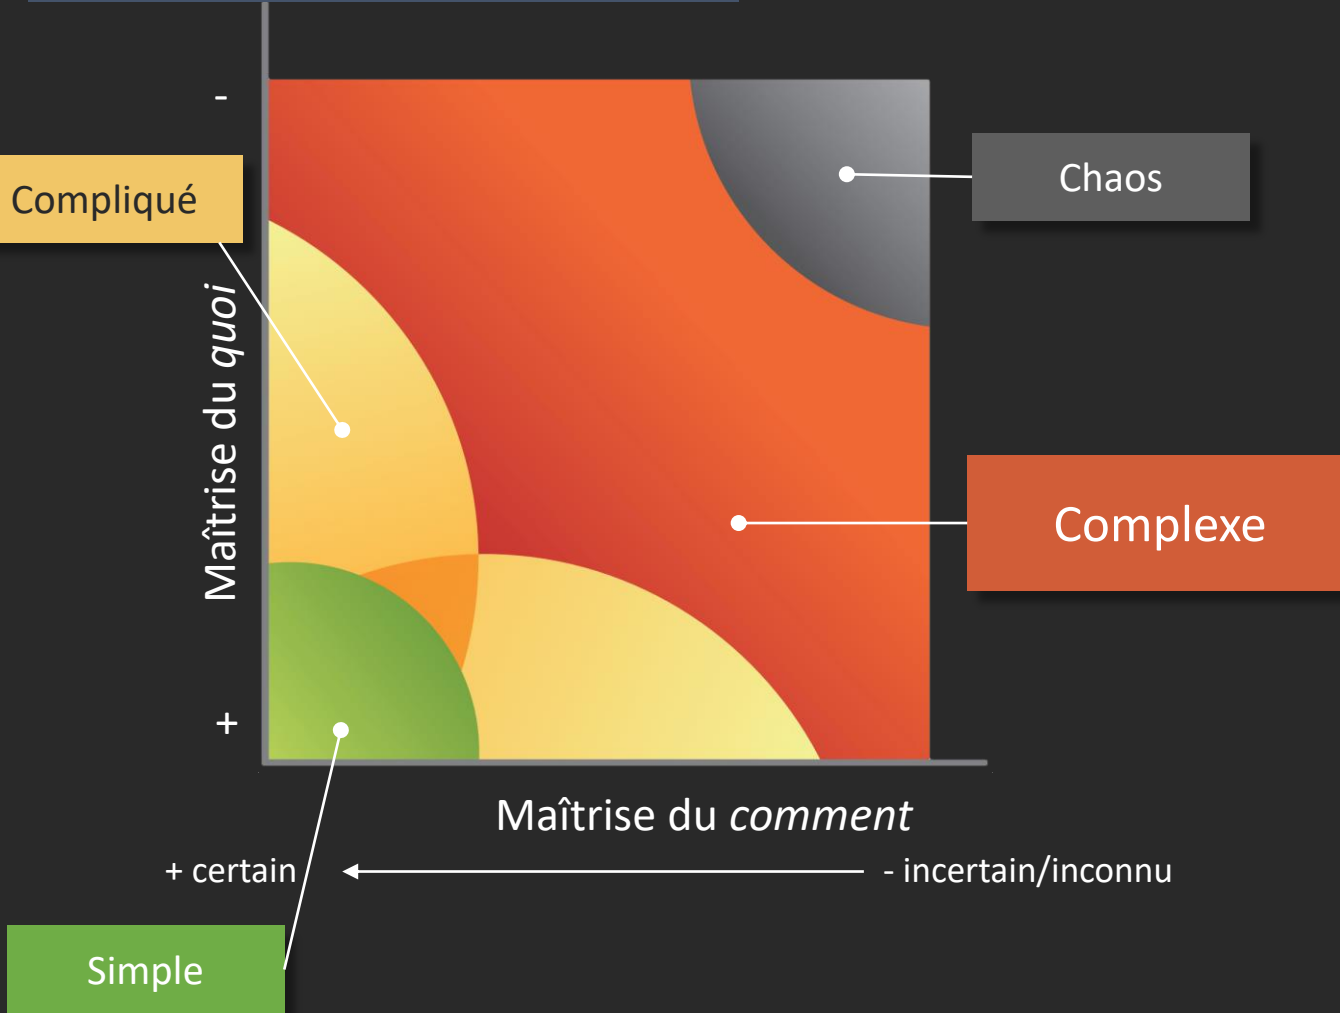 -
Compliqué
Chaos
Maîtrise du quoi
Complexe
+
Maîtrise du comment
+ certain
- incertain/inconnu
Simple